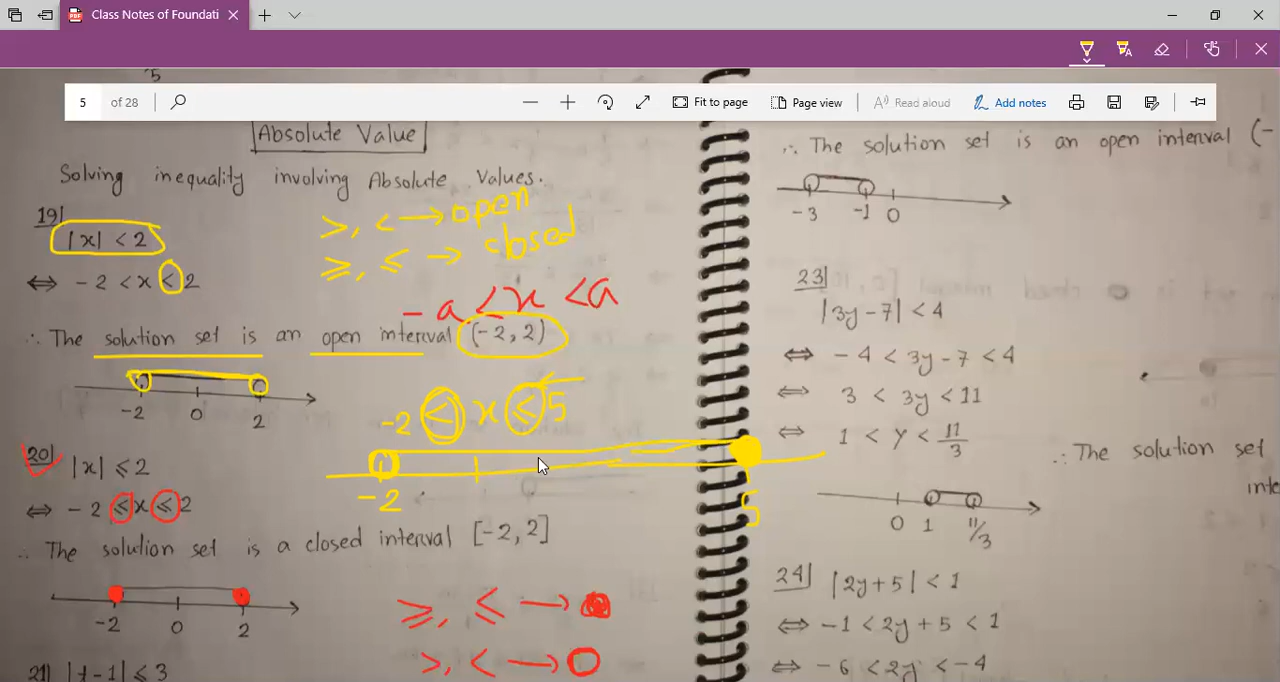 Class Notes of Foundati
5 of 28
Fit to page
Page view
Read aloud
Add notes
Absolute Value
Solving inequality involving Absolute Values.
19|
|x| < 2
⇔ -2 < x < 2
>, < → open
≥, ≤ → closed
-a < x < a
∴ The solution set is an open interval (-2, 2)
-2 0 2
-2 < x ≤ 5
-2 5
20|
|x| ≤ 2
⇔ -2 ≤ x ≤ 2
∴ The solution set is a closed interval [-2, 2]
-2 0 2
≥, ≤ →
>, < →
21| |t-1| ≤ 3
∴ The solution set is an open interval (-
-3 -1 0
23|
|3y-7| < 4
⇔ -4 < 3y-7 < 4
⇔ 3 < 3y < 11
⇔ 1 < y < 11/3
∴ The solution set
inte
0 1 11/3
24| |2y+5| < 1
⇔ -1 < 2y+5 < 1
⇔ -6 < 2y < -4